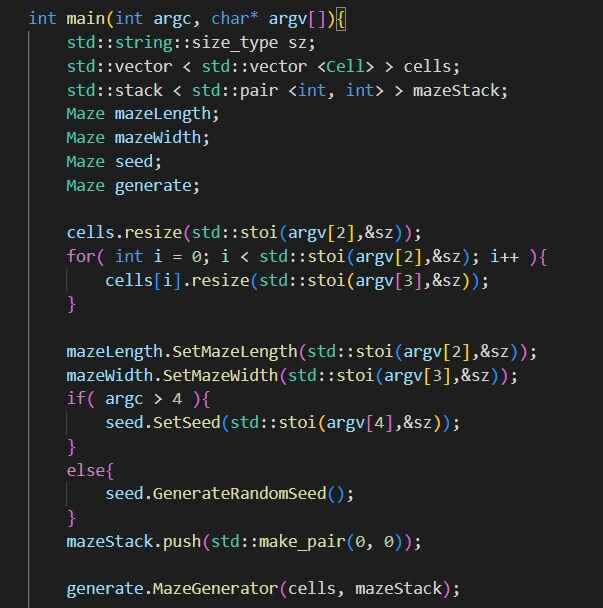 int main(int argc, char* argv[]){
    std::string::size_type sz;
    std::vector < std::vector <Cell> > cells;
    std::stack < std::pair <int, int> > mazeStack;
    Maze mazeLength;
    Maze mazeWidth;
    Maze seed;
    Maze generate;

    cells.resize(std::stoi(argv[2],&sz));
    for( int i = 0; i < std::stoi(argv[2],&sz); i++ ){
        cells[i].resize(std::stoi(argv[3],&sz));
    }

    mazeLength.SetMazeLength(std::stoi(argv[2],&sz));
    mazeWidth.SetMazeWidth(std::stoi(argv[3],&sz));
    if( argc > 4 ){
        seed.SetSeed(std::stoi(argv[4],&sz));
    }
    else{
        seed.GenerateRandomSeed();
    }
    mazeStack.push(std::make_pair(0, 0));

    generate.MazeGenerator(cells, mazeStack);